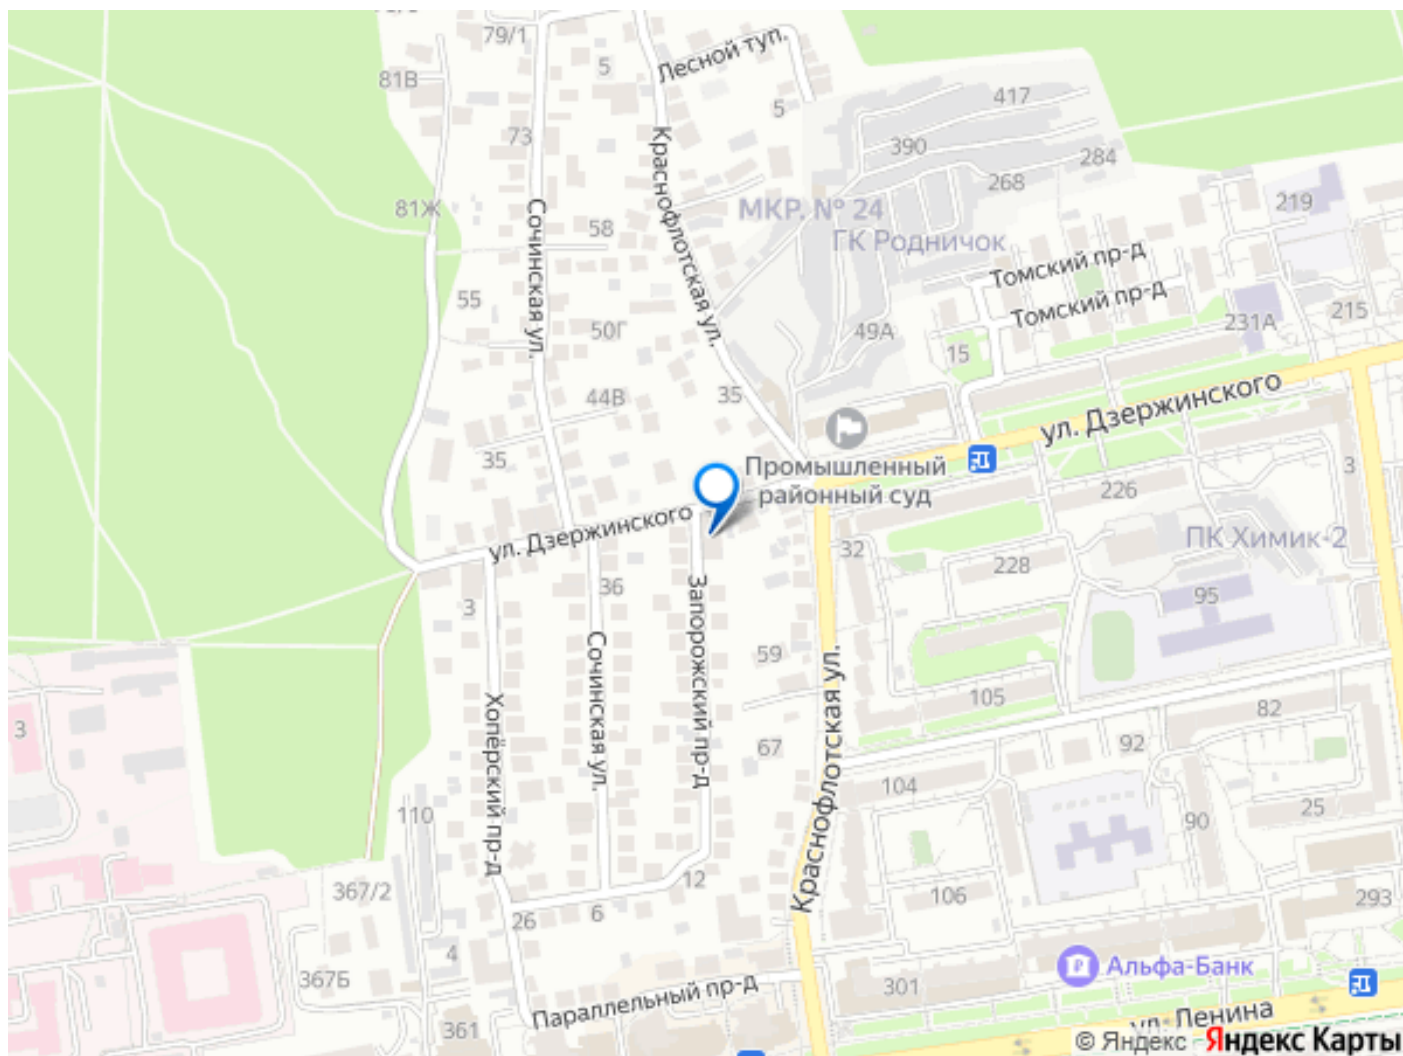 79/1
Лесной туп.
5
81В
5
417
73
390
284
Краснофлотская ул.
268
219
81Ж
Сочинская ул.
58
МКР. № 24
ГК Родничок
Томский пр-д
55
Томский пр-д
50Г
49А
231А
215
15
44В
35
ул. Дзержинского
35
Промышленный
районный суд
3
226
ул. Дзержинского
ПК Химик-2
32
228
36
95
3
Запорожский пр-д
Сочинская ул.
59
Краснофлотская ул.
105
Хопёрский пр-д
82
3
67
92
104
110
25
90
367/2
12
106
293
26
6
4
Альфа-Банк
367Б
301
Параллельный пр-д
361
ул. Ленина
© Яндекс Яндекс Карты